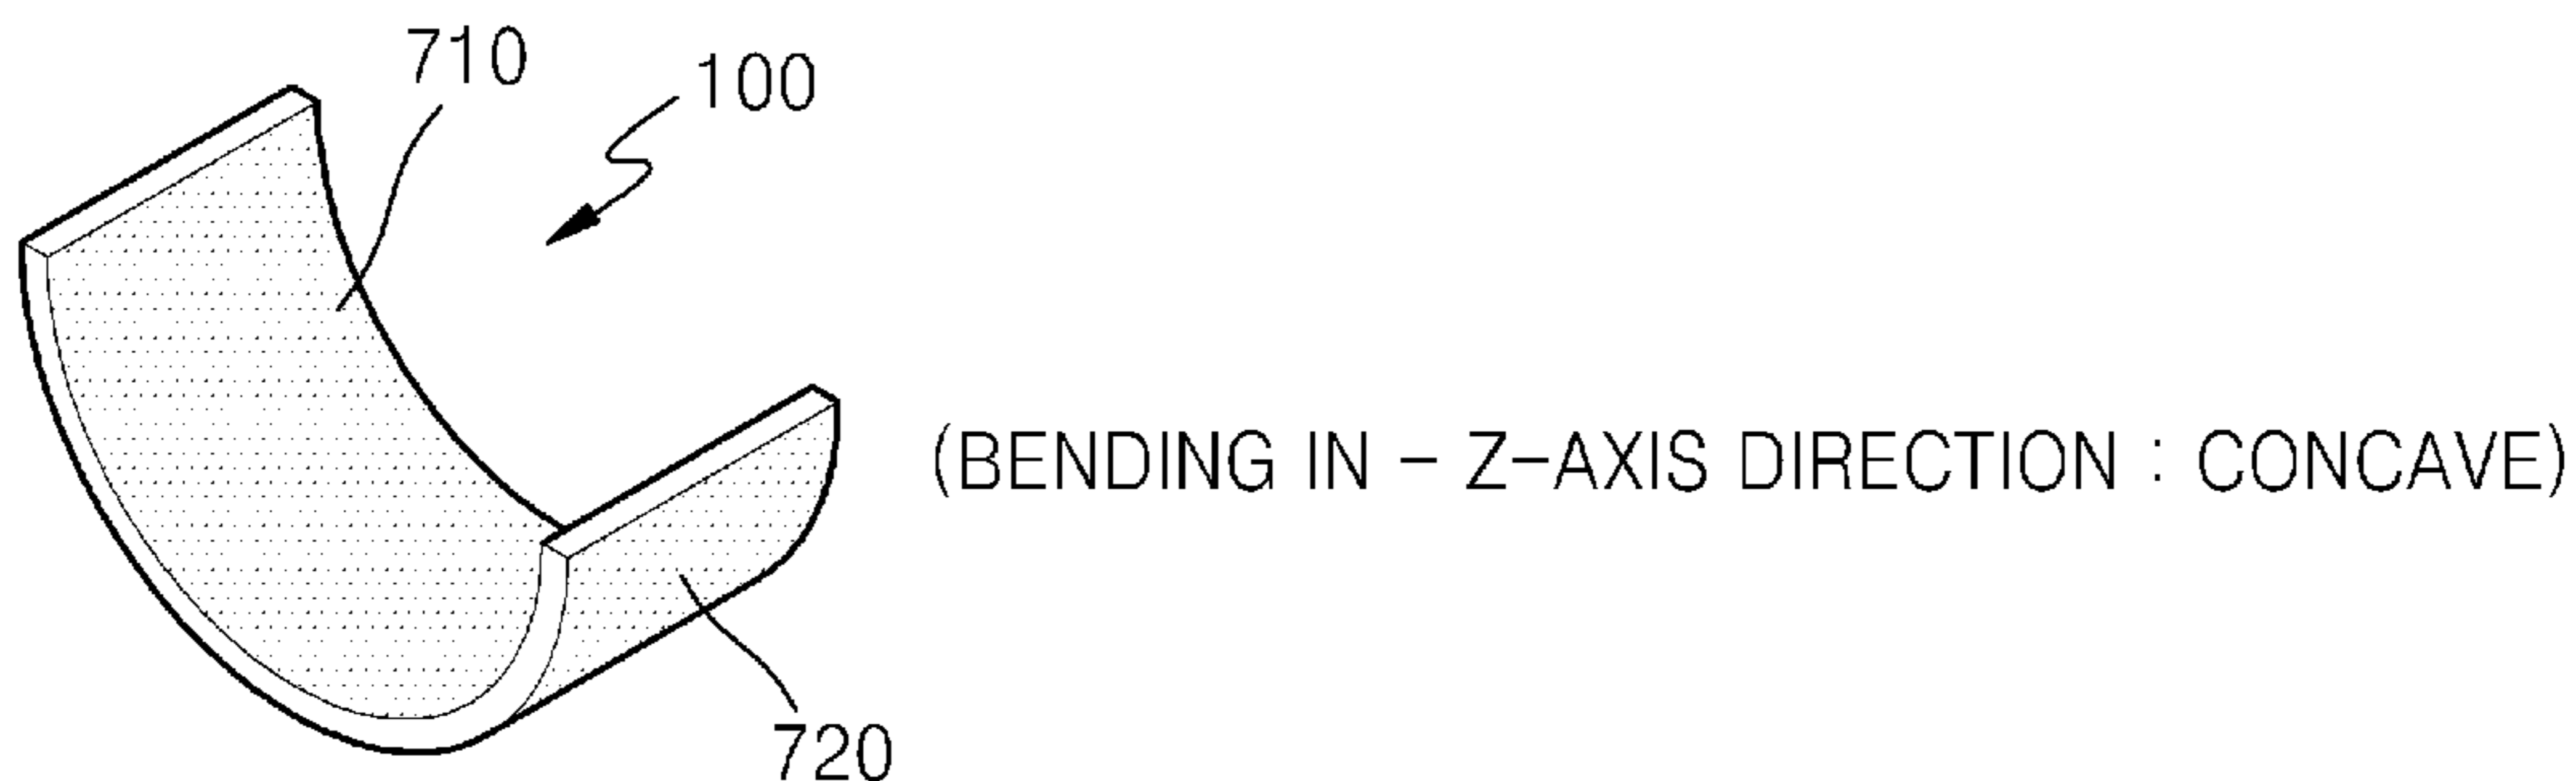 710
100
(BENDING IN - Z-AXIS DIRECTION : CONCAVE)
720